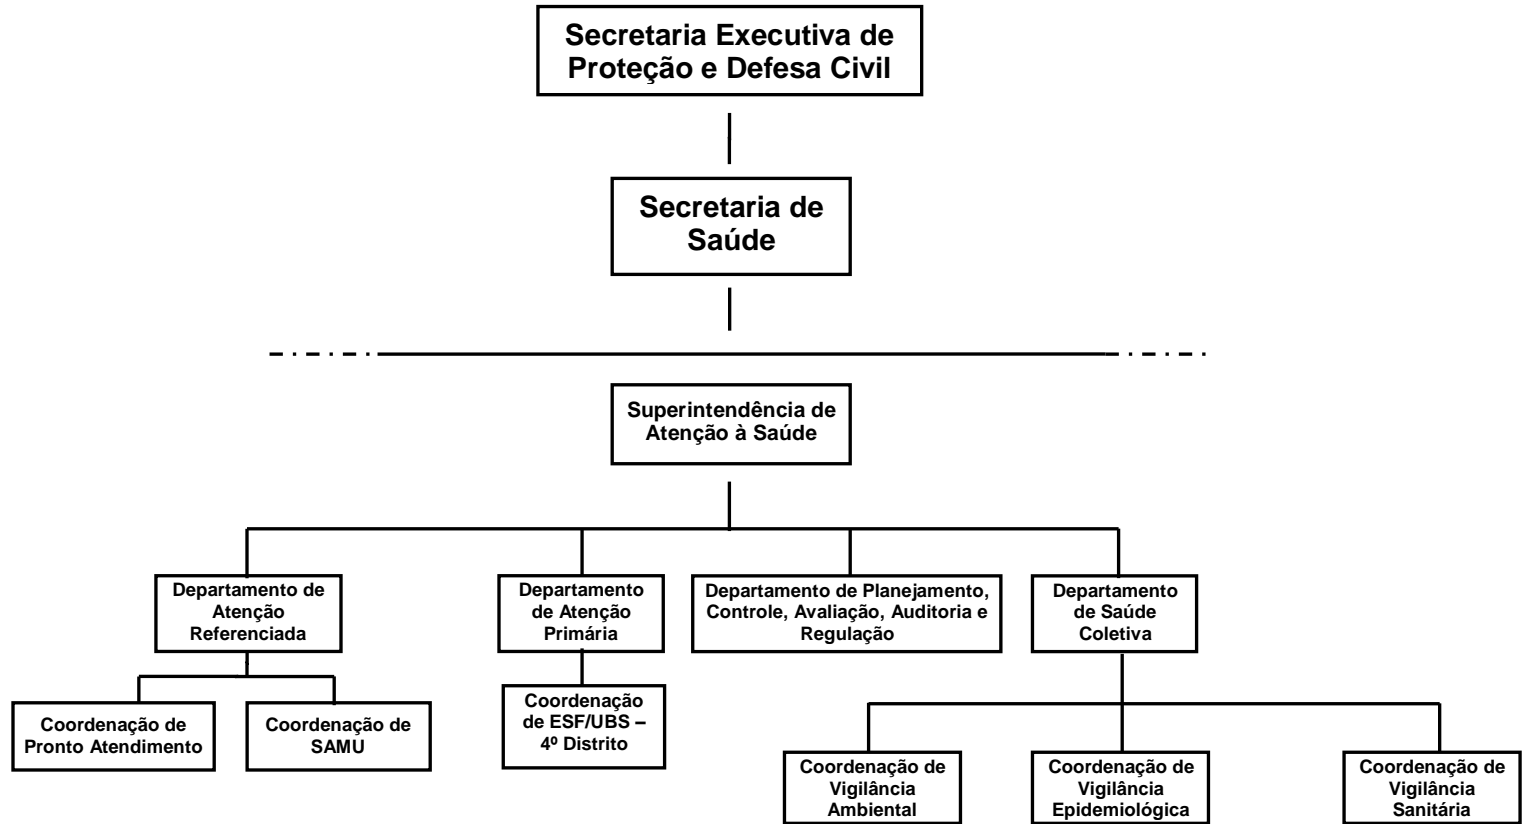 Secretaria Executiva de
Proteção e Defesa Civil
Secretaria de
Saúde
Superintendência de
Atenção à Saúde
Departamento de
Atenção
Referenciada
Departamento
de Atenção
Primária
Departamento de Planejamento,
Controle, Avaliação, Auditoria e
Regulação
Departamento
de Saúde
Coletiva
Coordenação de
Pronto Atendimento
Coordenação de
SAMU
Coordenação
de ESF/UBS –
4º Distrito
Coordenação de
Vigilância
Ambiental
Coordenação de
Vigilância
Epidemiológica
Coordenação de
Vigilância
Sanitária